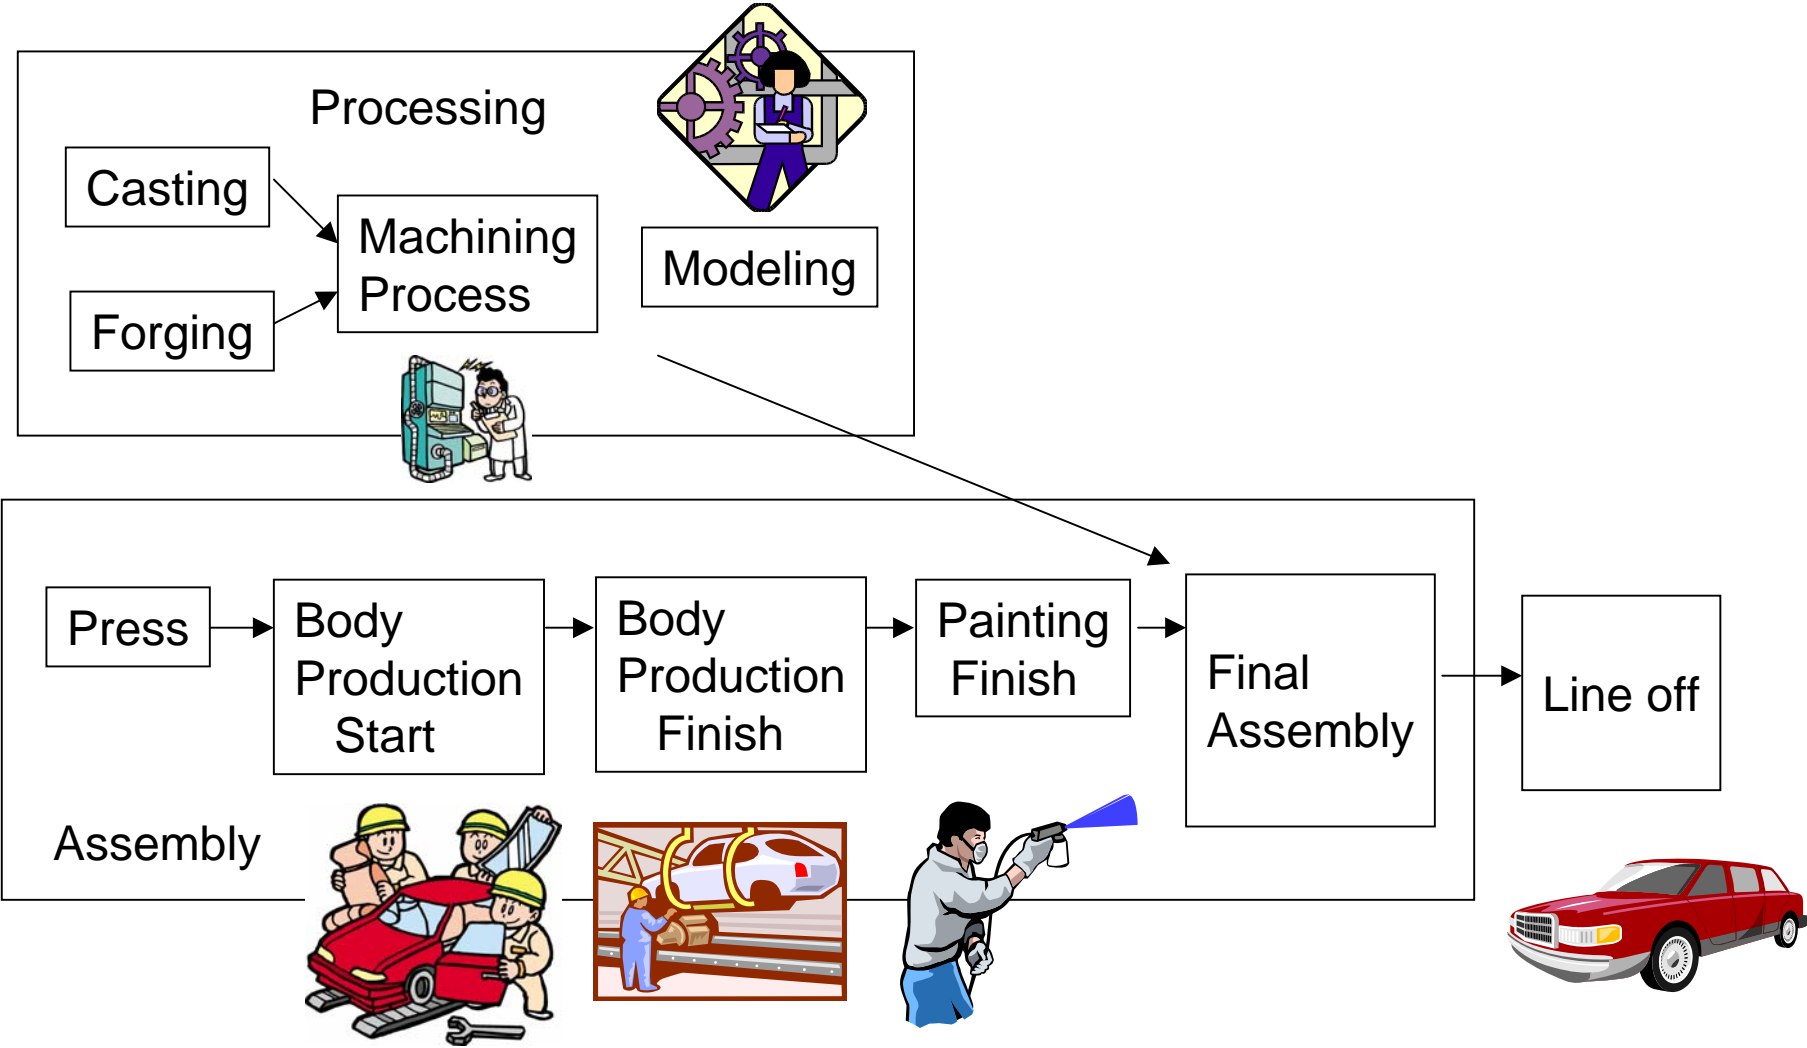 Processing
Casting
Machining
Process
Modeling
Forging
Press
Body
Production
Start
Body
Production
Finish
Painting
Finish
Final
Assembly
Line off
Assembly